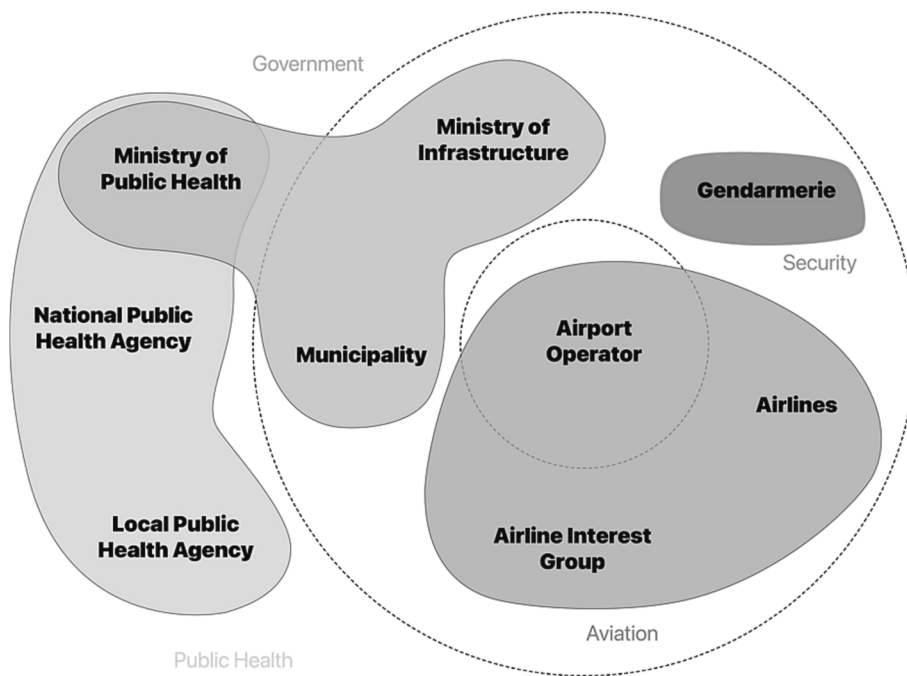 Government
Ministry of
Public Health
Ministry of
Infrastructure
Gendarmerie
Security
National Public
Health Agency
Municipality
Airport
Operator
Airlines
Local Public
Health Agency
Airline Interest
Group
Aviation
Public Health